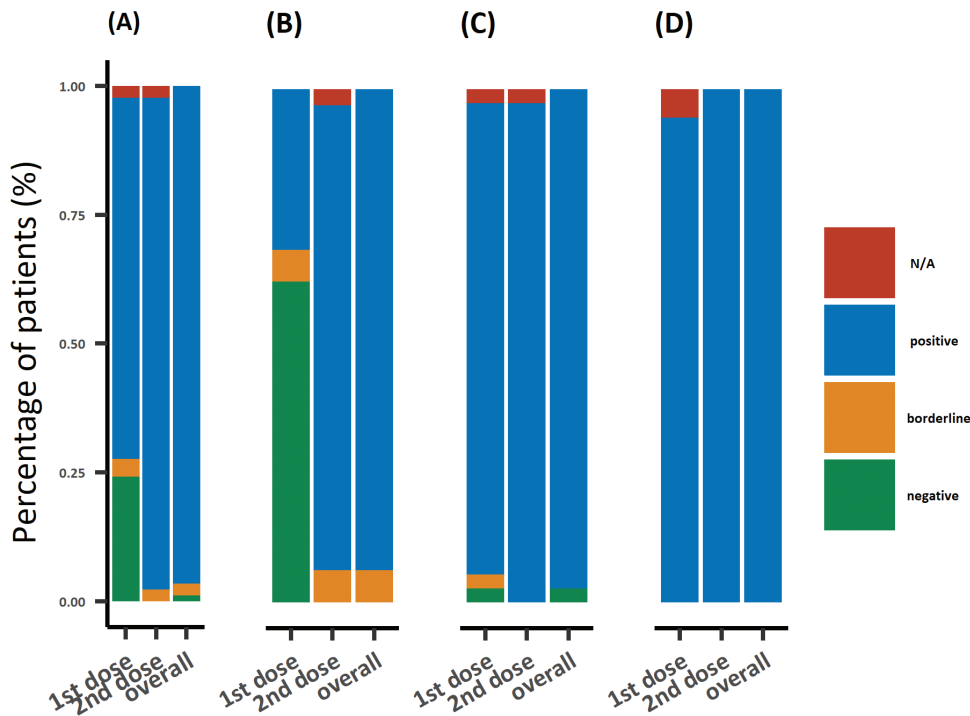 (A) (B) (C) (D)
Percentage of patients (%)
1.00
0.75
0.50
0.25
0.00
1st dose
2nd dose
overall
1st dose
2nd dose
overall
1st dose
2nd dose
overall
1st dose
2nd dose
overall
N/A
positive
borderline
negative